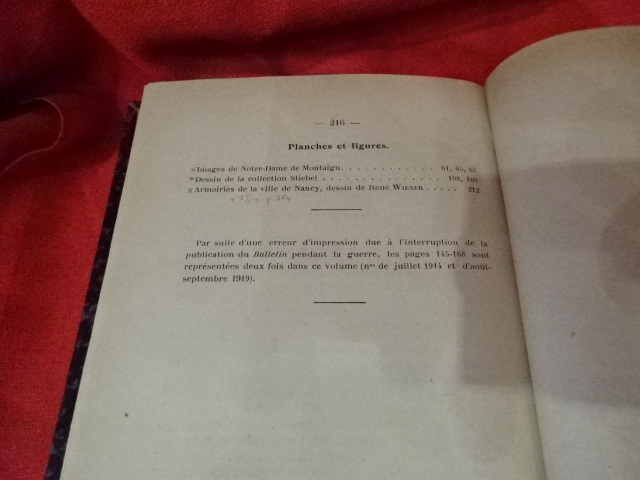 — 216 —
Planches et figures.
*Images de Notre-Dame de Montaigu. . . . . . . . . . . . 61, 65, 67
*Dessin de la collection Stiebel . . . . . . . . . . . . . . . 108, 109
*Armoiries de la ville de Nancy, dessin de René WIENER . . . . . 212
Par suite d'une erreur d'impression due à l'interruption de la
publication du Bulletin pendant la guerre, les pages 145-168 sont
représentées deux fois dans ce volume (nos de juillet 1914 et d'août-
septembre 1919).